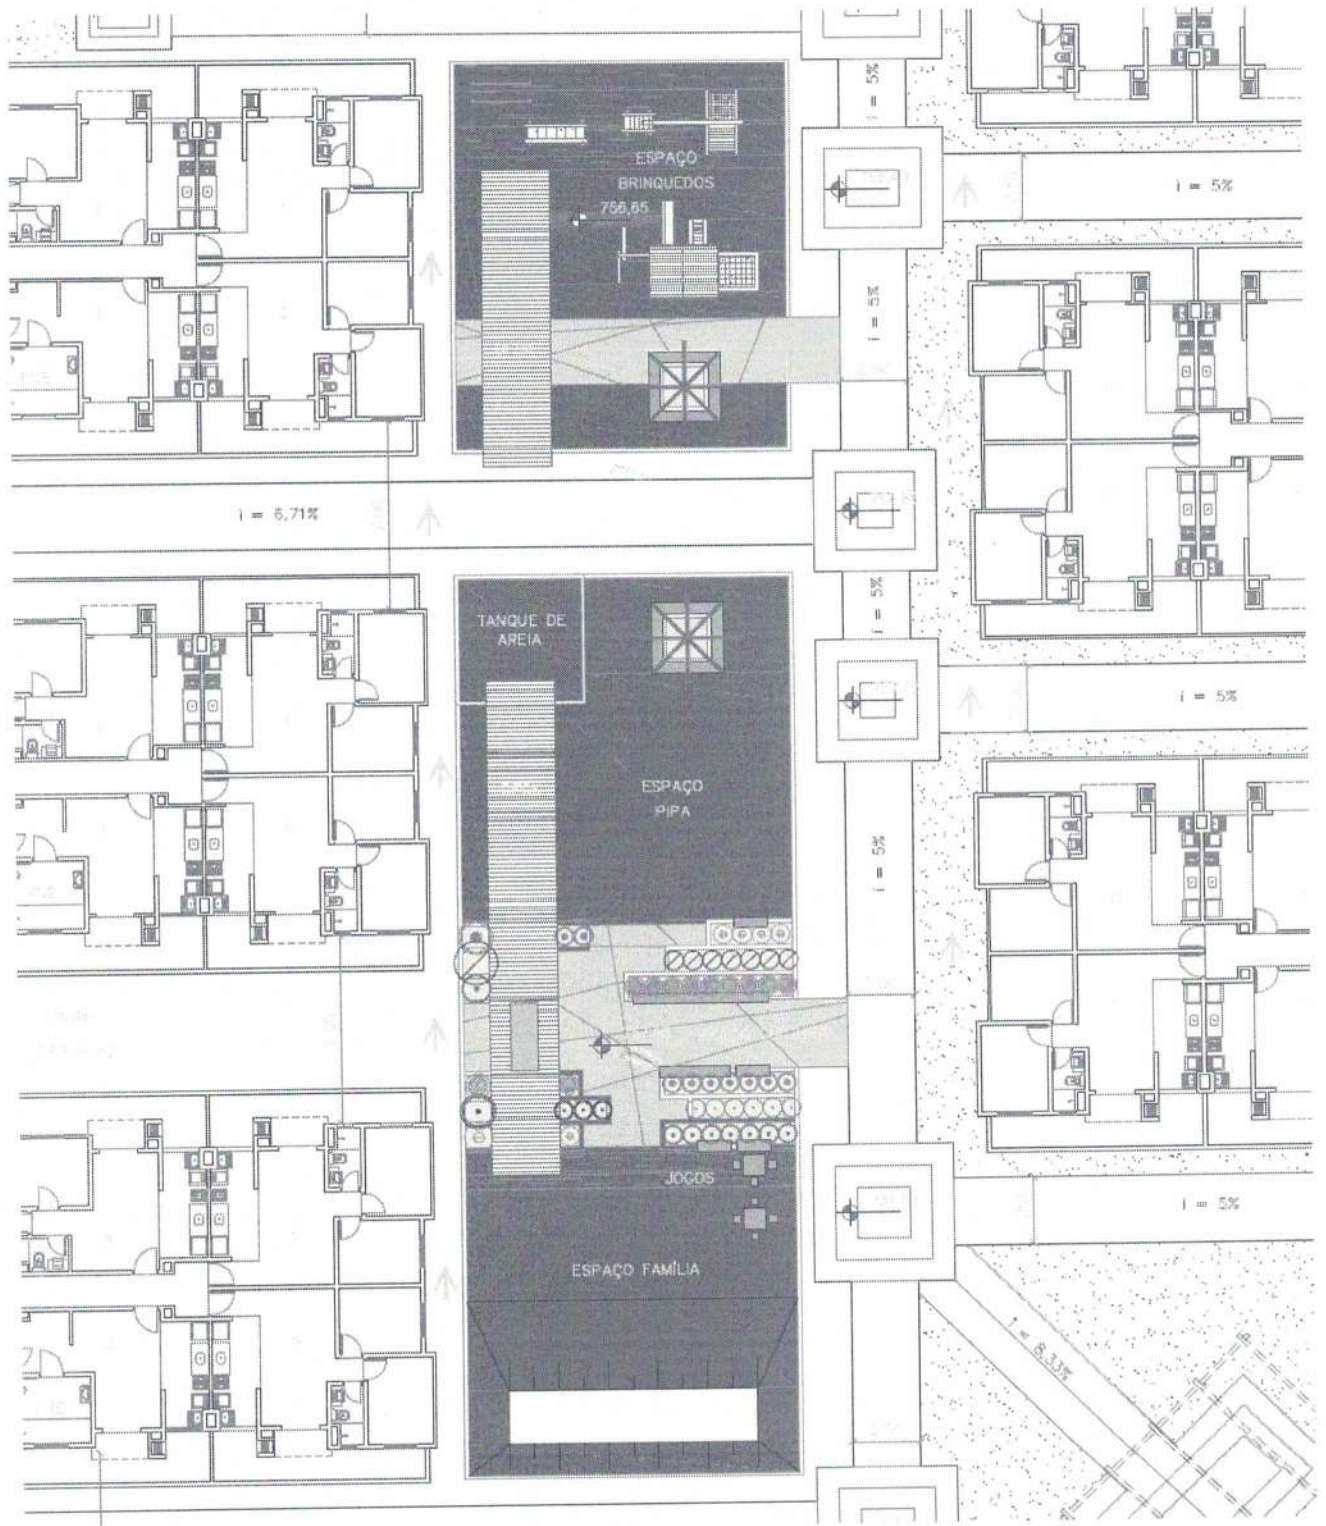 i = 5%
i = 5%
ESPAÇO
BRINQUEDOS
756,65
i = 5%
i = 6,71%
i = 5%
TANQUE DE
AREIA
i = 5%
ESPAÇO
PIPA
i = 5%
JOGOS
i = 5%
ESPAÇO FAMÍLIA
i = 8,33%